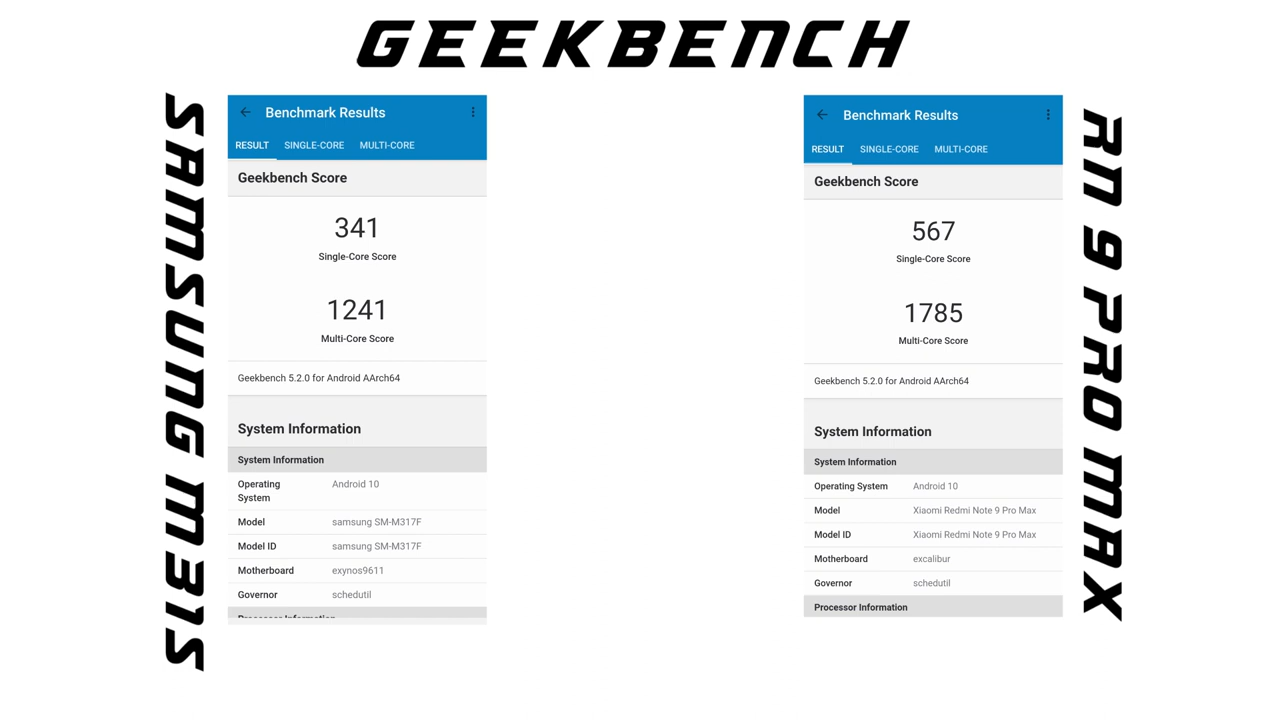 GEEKBENCH
SAMSUNG M31S
Benchmark Results
RESULT SINGLE-CORE MULTI-CORE
Geekbench Score
341
Single-Core Score
1241
Multi-Core Score
Geekbench 5.2.0 for Android AArch64
System Information
System Information
Operating System Android 10
Model samsung SM-M317F
Model ID samsung SM-M317F
Motherboard exynos9611
Governor schedutil
Processor Information
Benchmark Results
RESULT SINGLE-CORE MULTI-CORE
Geekbench Score
567
Single-Core Score
1785
Multi-Core Score
Geekbench 5.2.0 for Android AArch64
System Information
System Information
Operating System Android 10
Model Xiaomi Redmi Note 9 Pro Max
Model ID Xiaomi Redmi Note 9 Pro Max
Motherboard excalibur
Governor schedutil
Processor Information
RN 9 PRO MAX